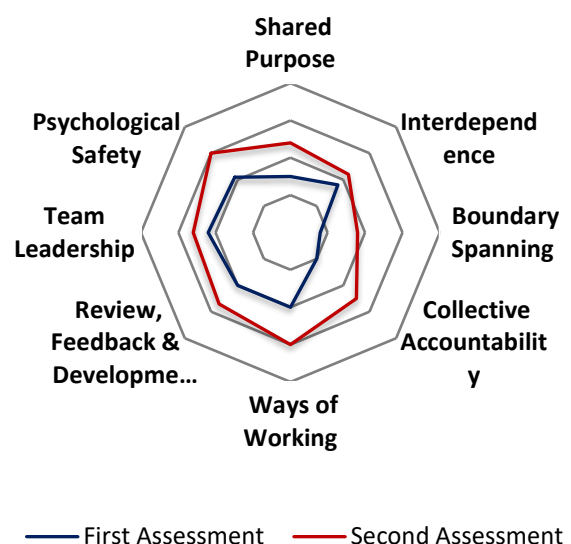 Shared
Purpose
Psychological
Safety
Interdepend
ence
Team
Leadership
Boundary
Spanning
Review,
Feedback &
Developme…
Collective
Accountabilit
y
Ways of
Working
First Assessment
Second Assessment